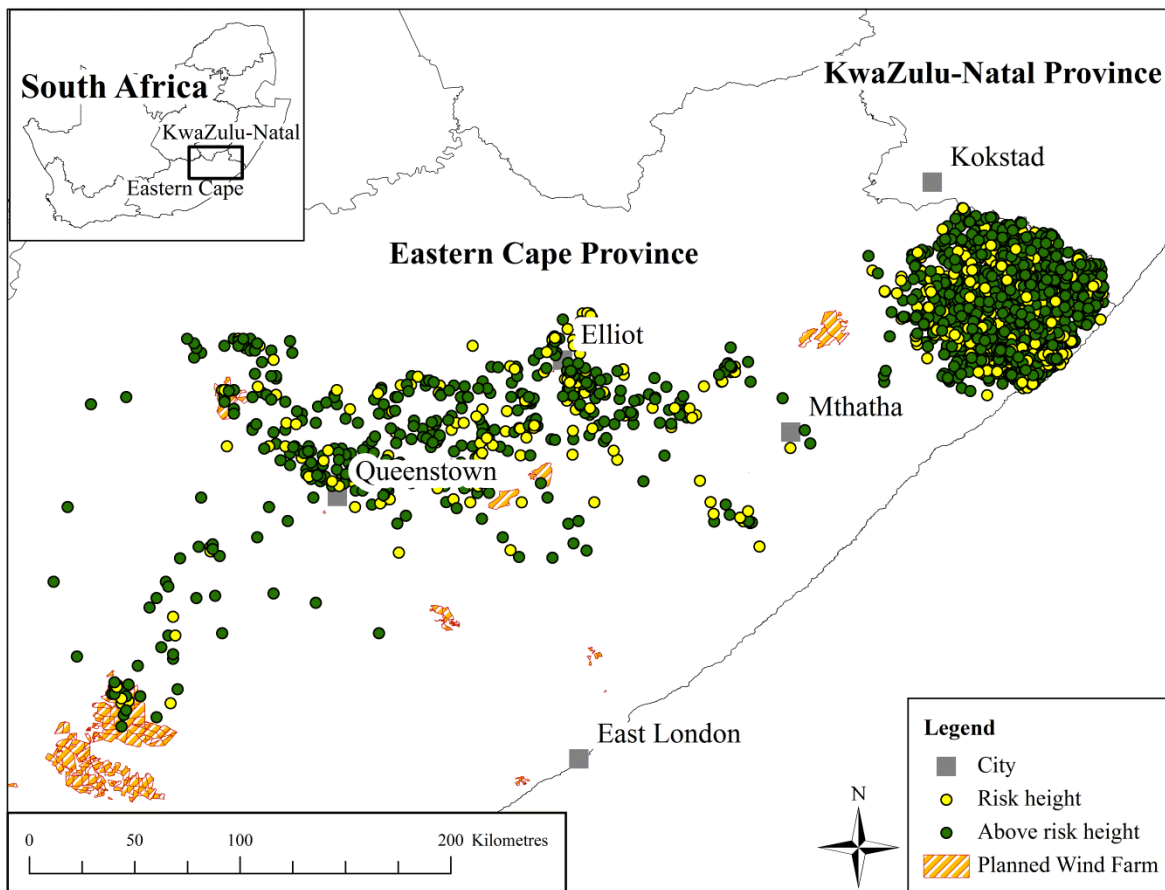 South Africa
KwaZulu-Natal
Eastern Cape
KwaZulu-Natal Province
Kokstad
Eastern Cape Province
Elliot
Mthatha
Queenstown
East London
Legend
City
Risk height
Above risk height
Planned Wind Farm
N
0 50 100 200 Kilometres